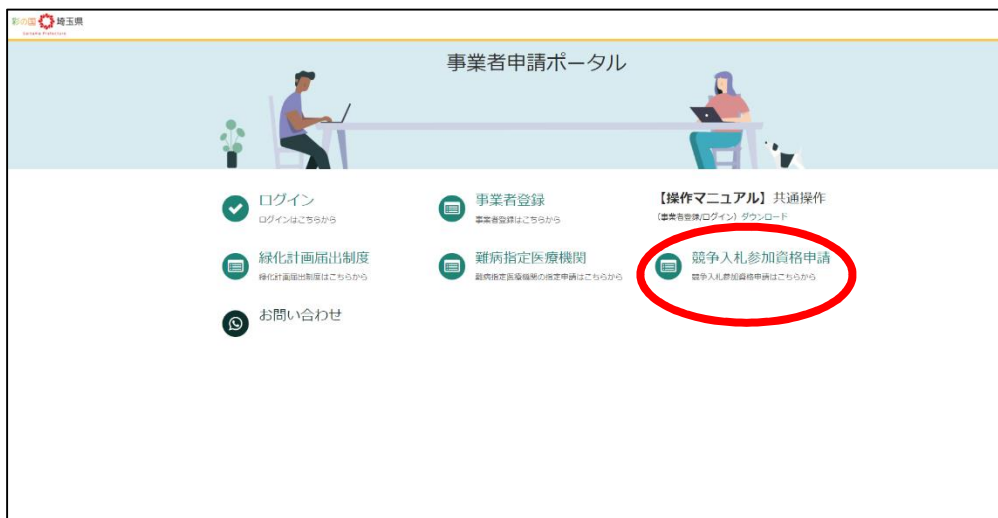 彩の国 埼玉県
Saitama Prefecture
事業者申請ポータル
ログイン
ログインはこちらから
事業者登録
事業者登録はこちらから
【操作マニュアル】共通操作
(事業者登録/ログイン) ダウンロード
緑化計画届出制度
緑化計画届出制度はこちらから
難病指定医療機関
難病指定医療機関の指定申請はこちらから
競争入札参加資格申請
競争入札参加資格申請はこちらから
お問い合わせ